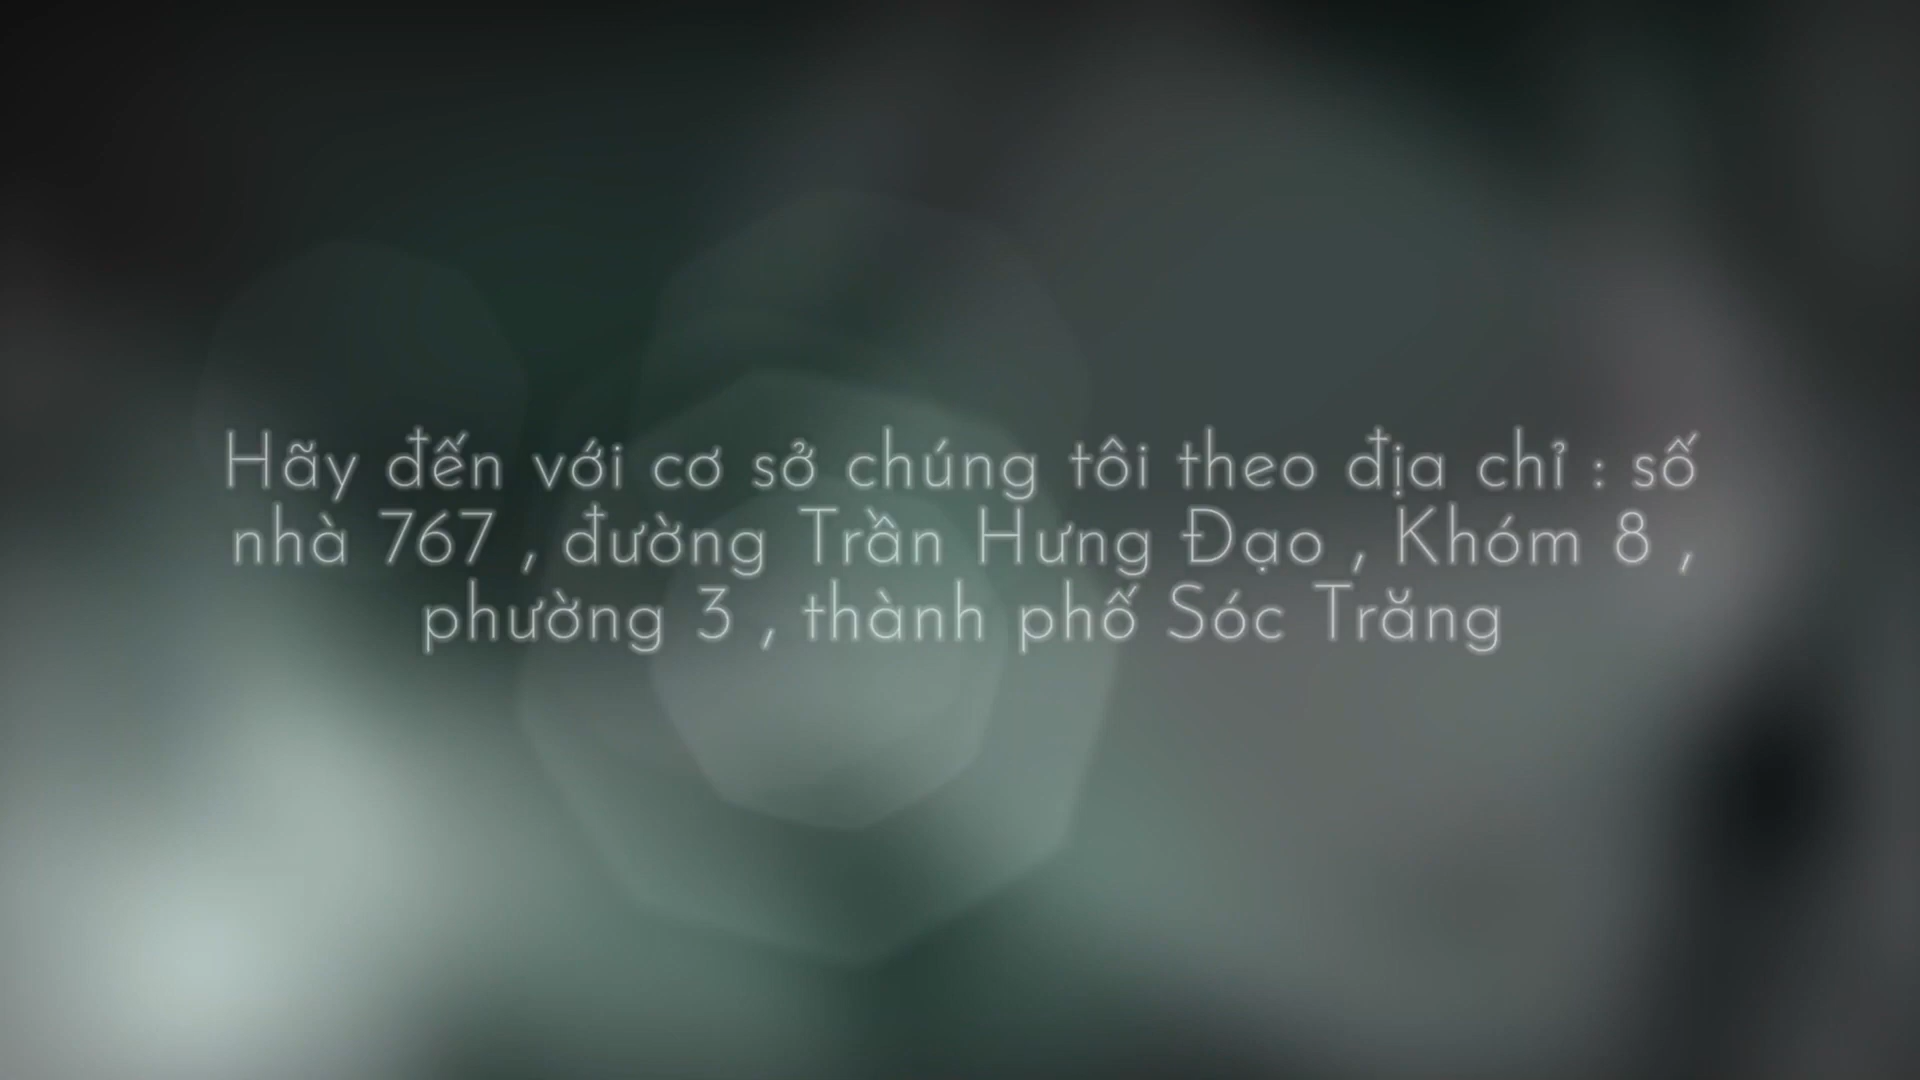 Hãy đến với cơ sở chúng tôi theo địa chỉ : số
nhà 767 , đường Trần Hưng Đạo , Khóm 8 ,
phường 3 , thành phố Sóc Trăng